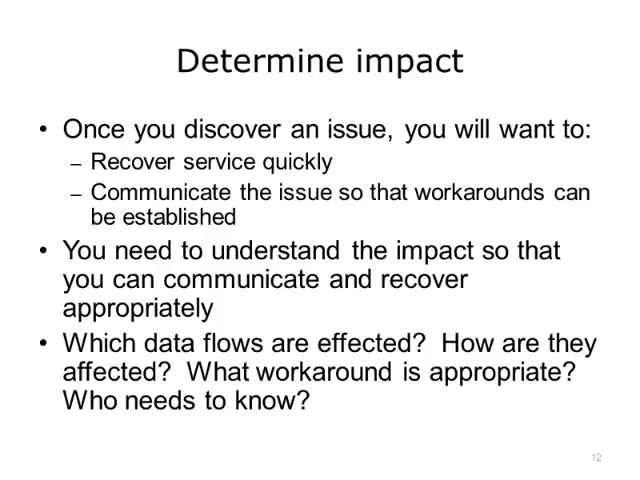 Determine impact
• Once you discover an issue, you will want to:
– Recover service quickly
– Communicate the issue so that workarounds can
be established
• You need to understand the impact so that
you can communicate and recover
appropriately
• Which data flows are effected? How are they
affected? What workaround is appropriate?
Who needs to know?
12